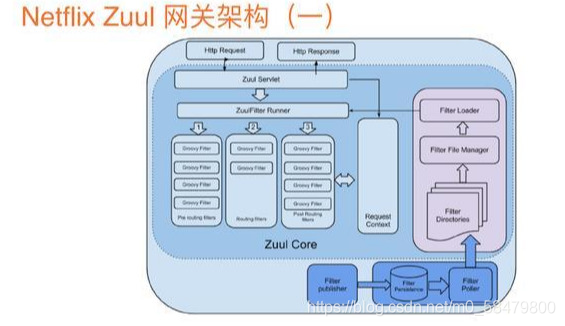 Netflix Zuul 网关架构（一）
Http Request
Http Response
Zuul Servlet
ZuulFilter Runner
1
2
3
Groovy Filter
Groovy Filter
Groovy Filter
Groovy Filter
Pre routing filters
Groovy Filter
Groovy Filter
Routing filters
Groovy Filter
Groovy Filter
Groovy Filter
Groovy Filter
Post Routing
filters
Request
Context
Filter Loader
Filter File Manager
Filter
Directories
Zuul Core
Filter
publisher
Filter
Persistence
Filter
Poller
https://blog.csdn.net/m0_58479800